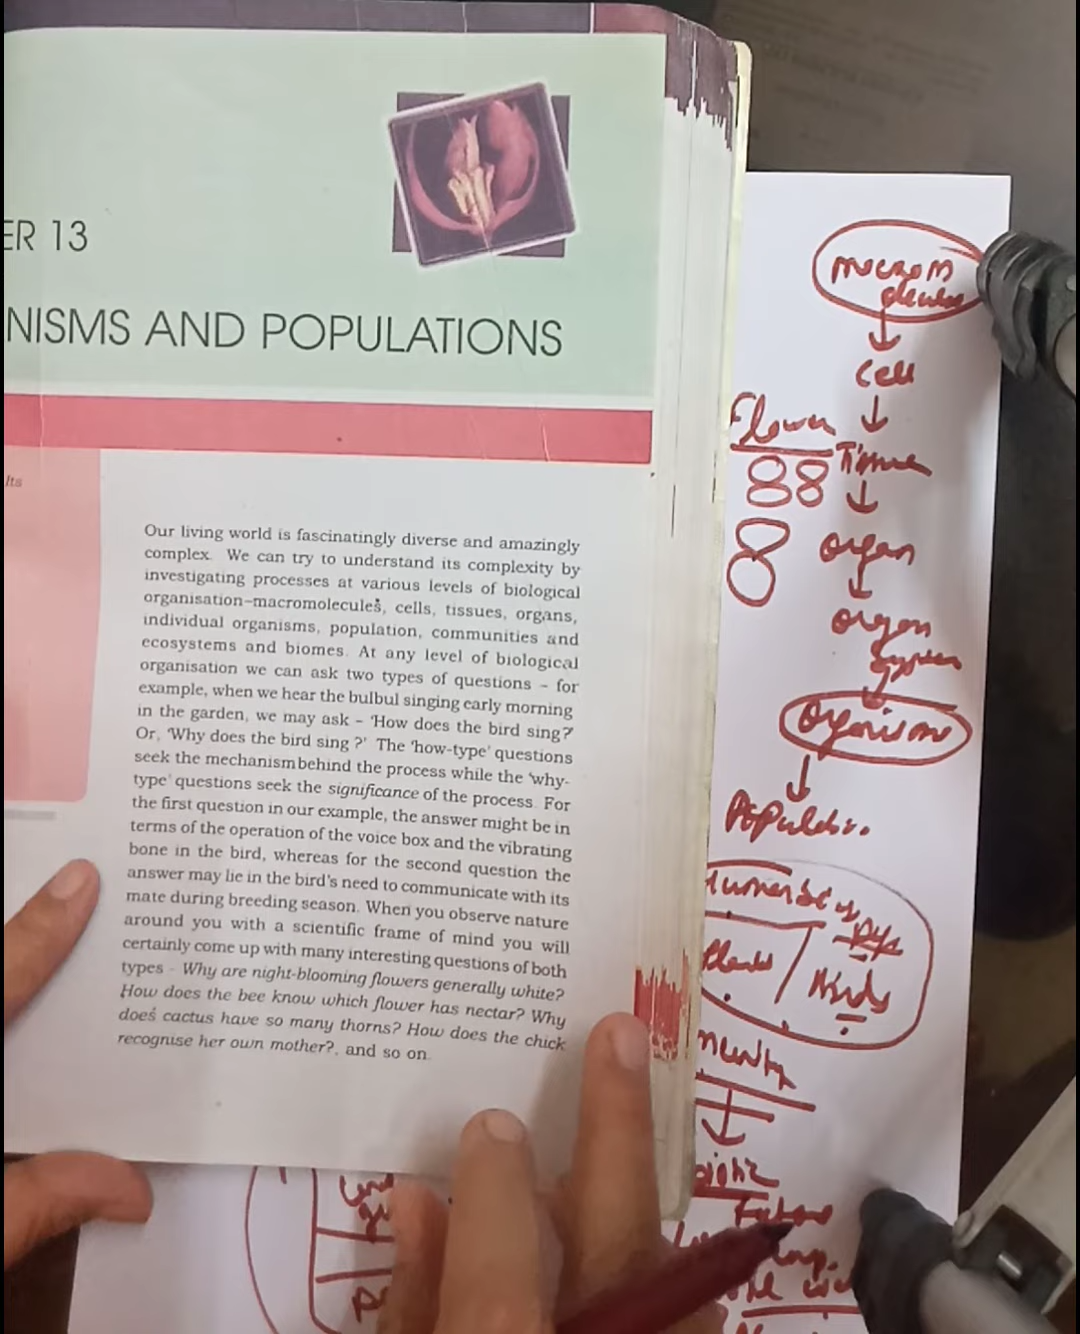 ER 13
NISMS AND POPULATIONS
lts
Our living world is fascinatingly diverse and amazingly
complex. We can try to understand its complexity by
investigating processes at various levels of biological
organisation–macromolecules, cells, tissues, organs,
individual organisms, population, communities and
ecosystems and biomes. At any level of biological
organisation we can ask two types of questions – for
example, when we hear the bulbul singing early morning
in the garden, we may ask – 'How does the bird sing?'
Or, 'Why does the bird sing ?' The 'how-type' questions
seek the mechanism behind the process while the 'why-
type' questions seek the significance of the process. For
the first question in our example, the answer might be in
terms of the operation of the voice box and the vibrating
bone in the bird, whereas for the second question the
answer may lie in the bird's need to communicate with its
mate during breeding season. When you observe nature
around you with a scientific frame of mind you will
certainly come up with many interesting questions of both
types - Why are night-blooming flowers generally white?
How does the bee know which flower has nectar? Why
does cactus have so many thorns? How does the chick
recognise her own mother?, and so on.
Cell
Flower
Tissue
organ
organ
system
organism
Populatio.